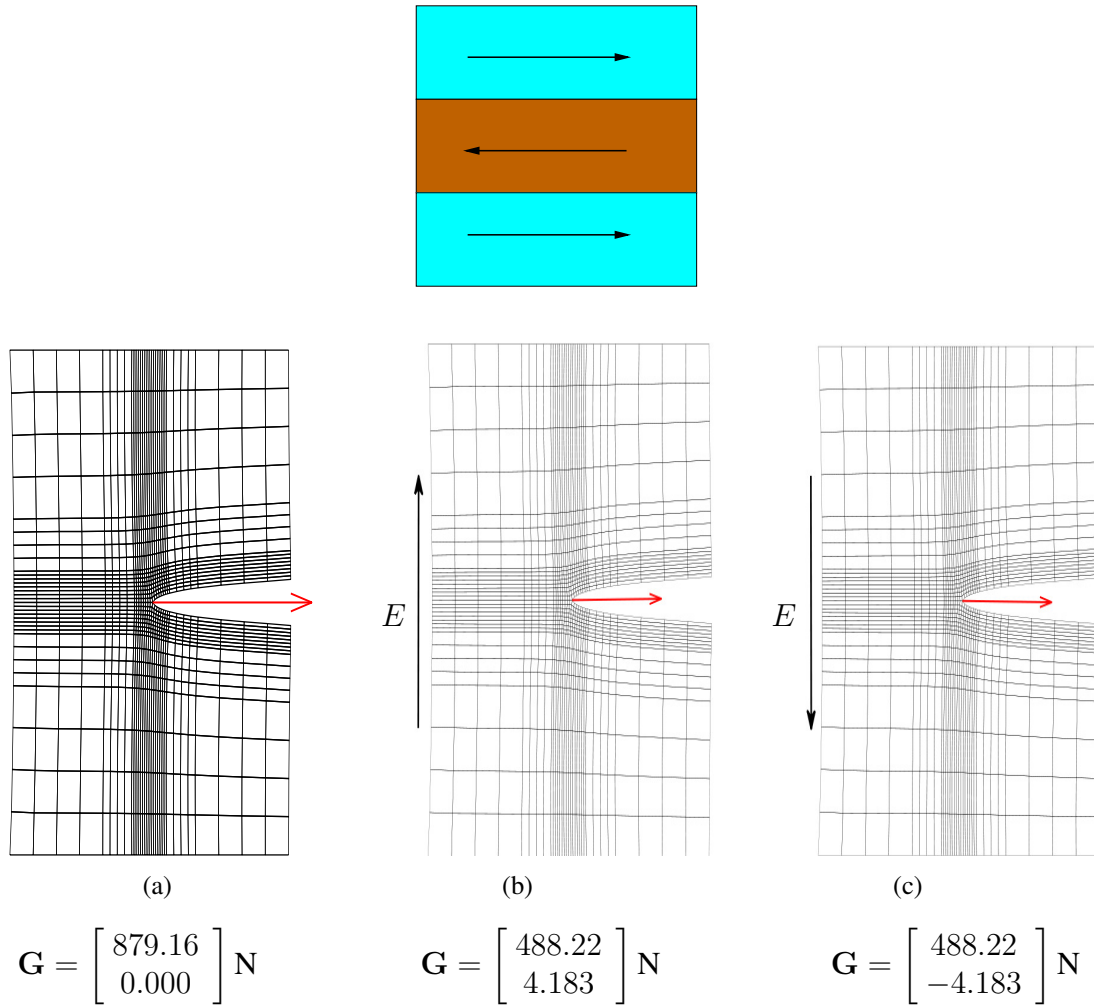 E
E
(a)
(b)
(c)
G = [ 879.16 0.000 ] N
G = [ 488.22 4.183 ] N
G = [ 488.22 −4.183 ] N